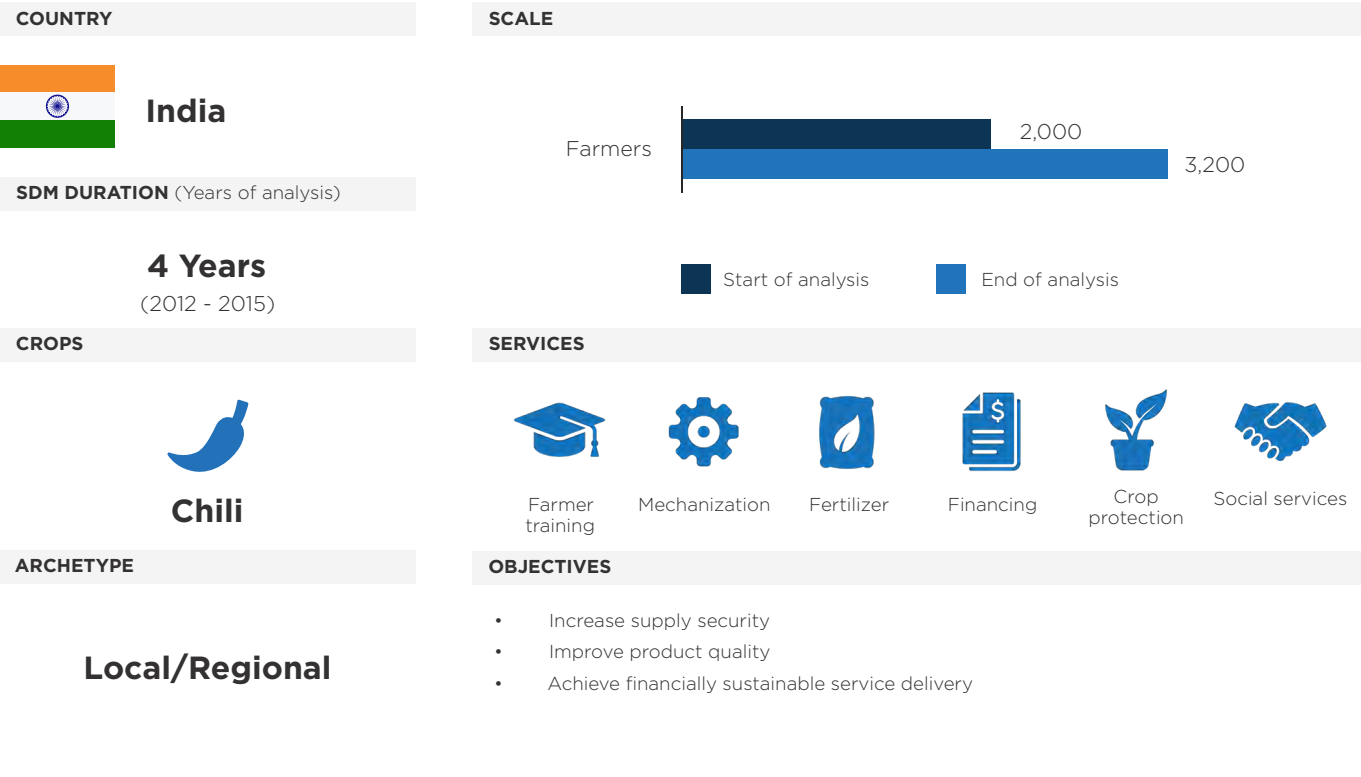 COUNTRY
India
SDM DURATION (Years of analysis)
4 Years
(2012 - 2015)
CROPS
Chili
ARCHETYPE
Local/Regional
SCALE
Farmers
2,000
3,200
Start of analysis
End of analysis
SERVICES
$
Farmer
training
Mechanization
Fertilizer
Financing
Crop
protection
Social services
OBJECTIVES
• Increase supply security
• Improve product quality
• Achieve financially sustainable service delivery